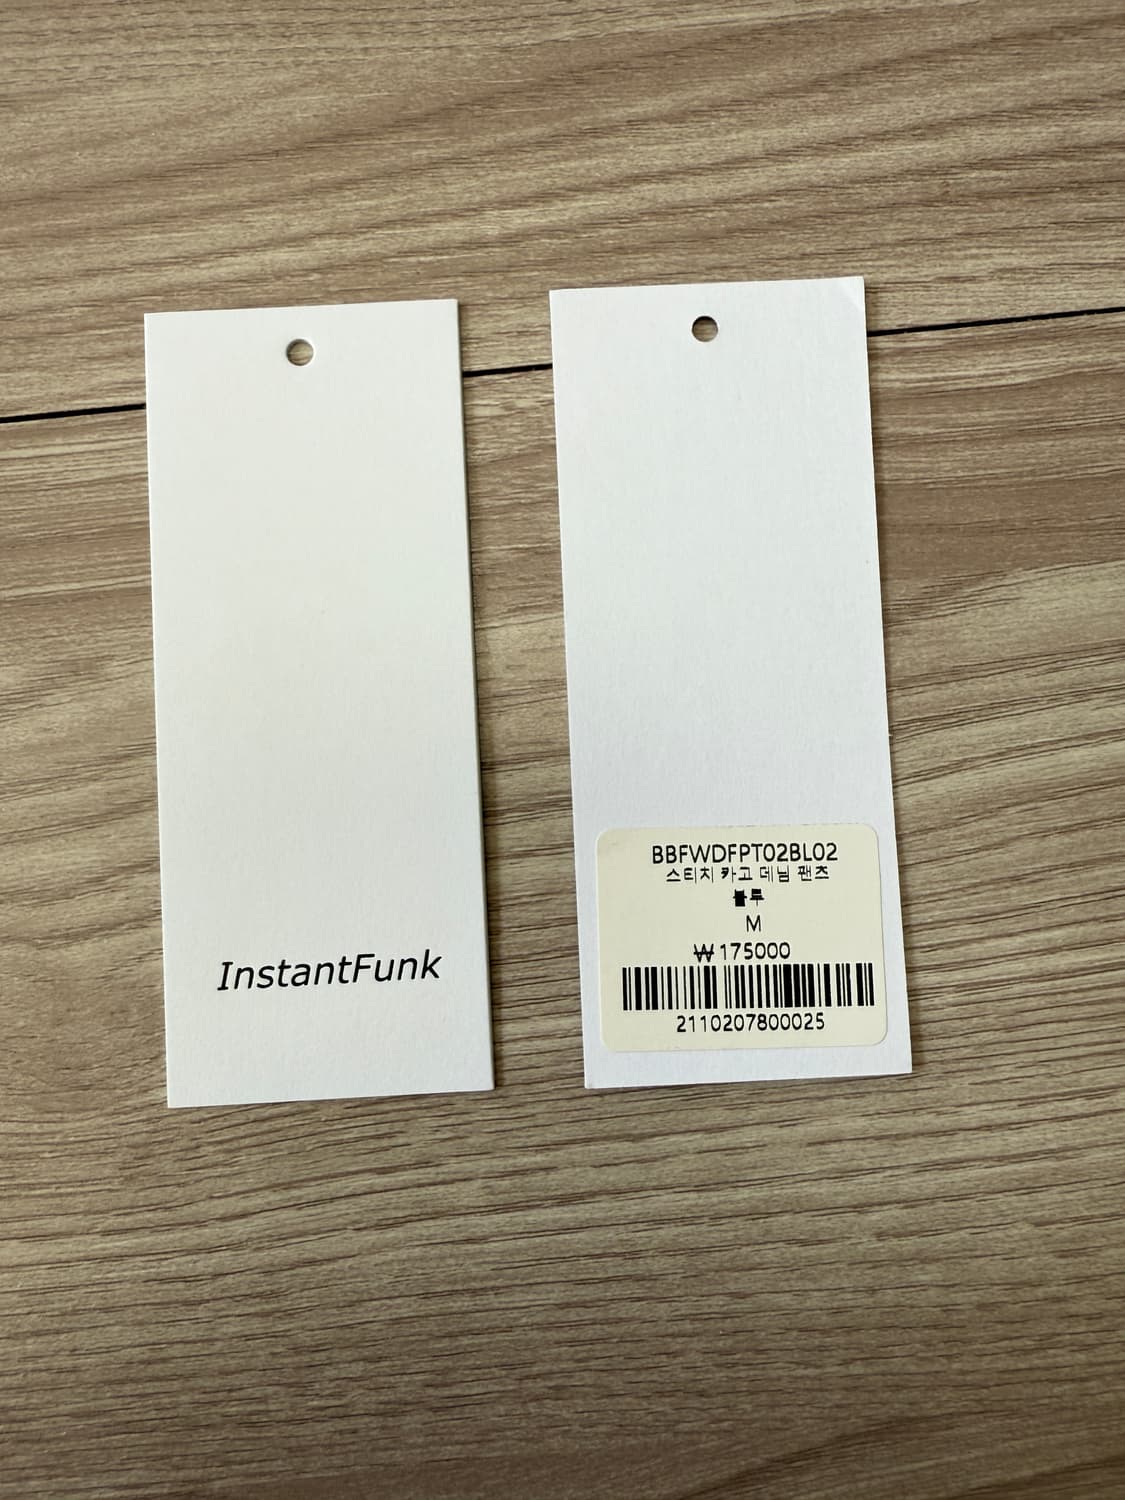 InstantFunk
BBFWDFPT02BL02
스티치 카고 데님 팬츠
블루
M
₩175000
2110207800025